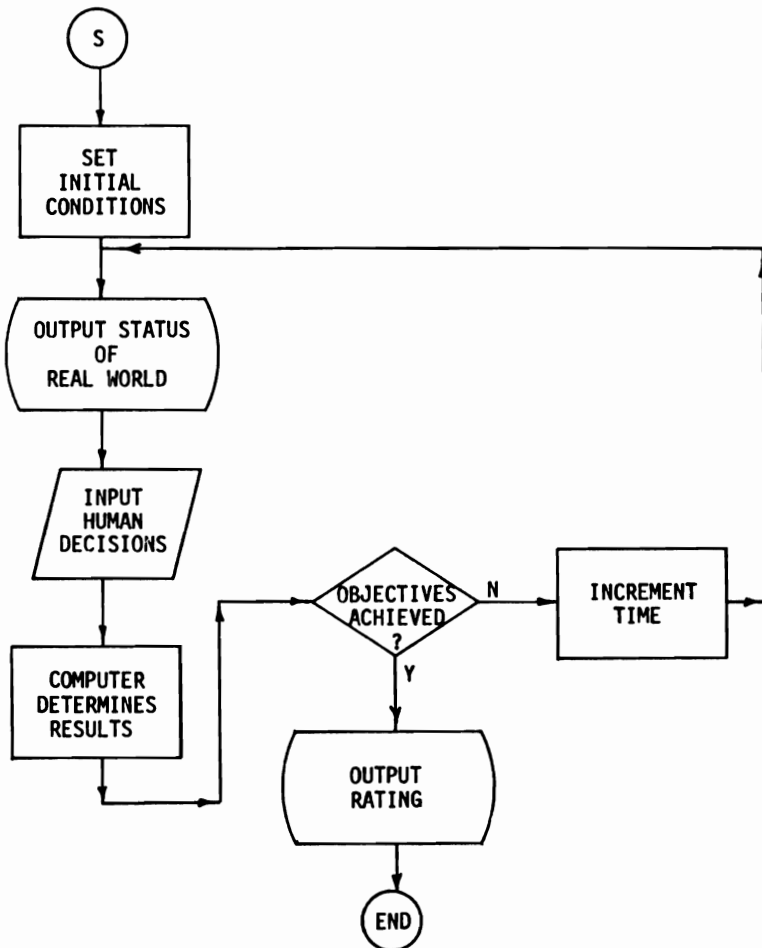 S
SET
INITIAL
CONDITIONS
OUTPUT STATUS
OF
REAL WORLD
INPUT
HUMAN
DECISIONS
COMPUTER
DETERMINES
RESULTS
OBJECTIVES
ACHIEVED
?
N
INCREMENT
TIME
Y
OUTPUT
RATING
END